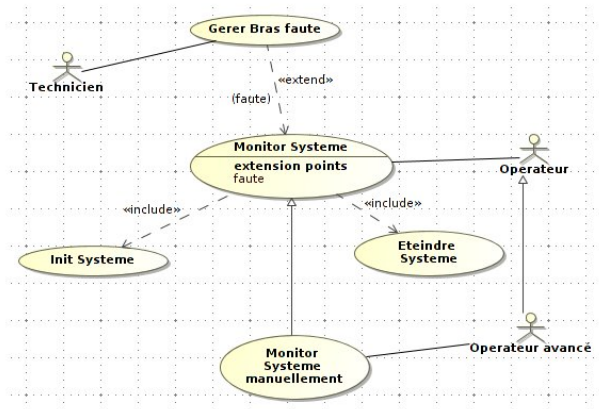 Gerer Bras faute
Technicien
«extend»
(faute)
Monitor Systeme
extension points
faute
Operateur
«include»
«include»
Init Systeme
Eteindre
Systeme
Operateur avancé
Monitor
Systeme
manuellement